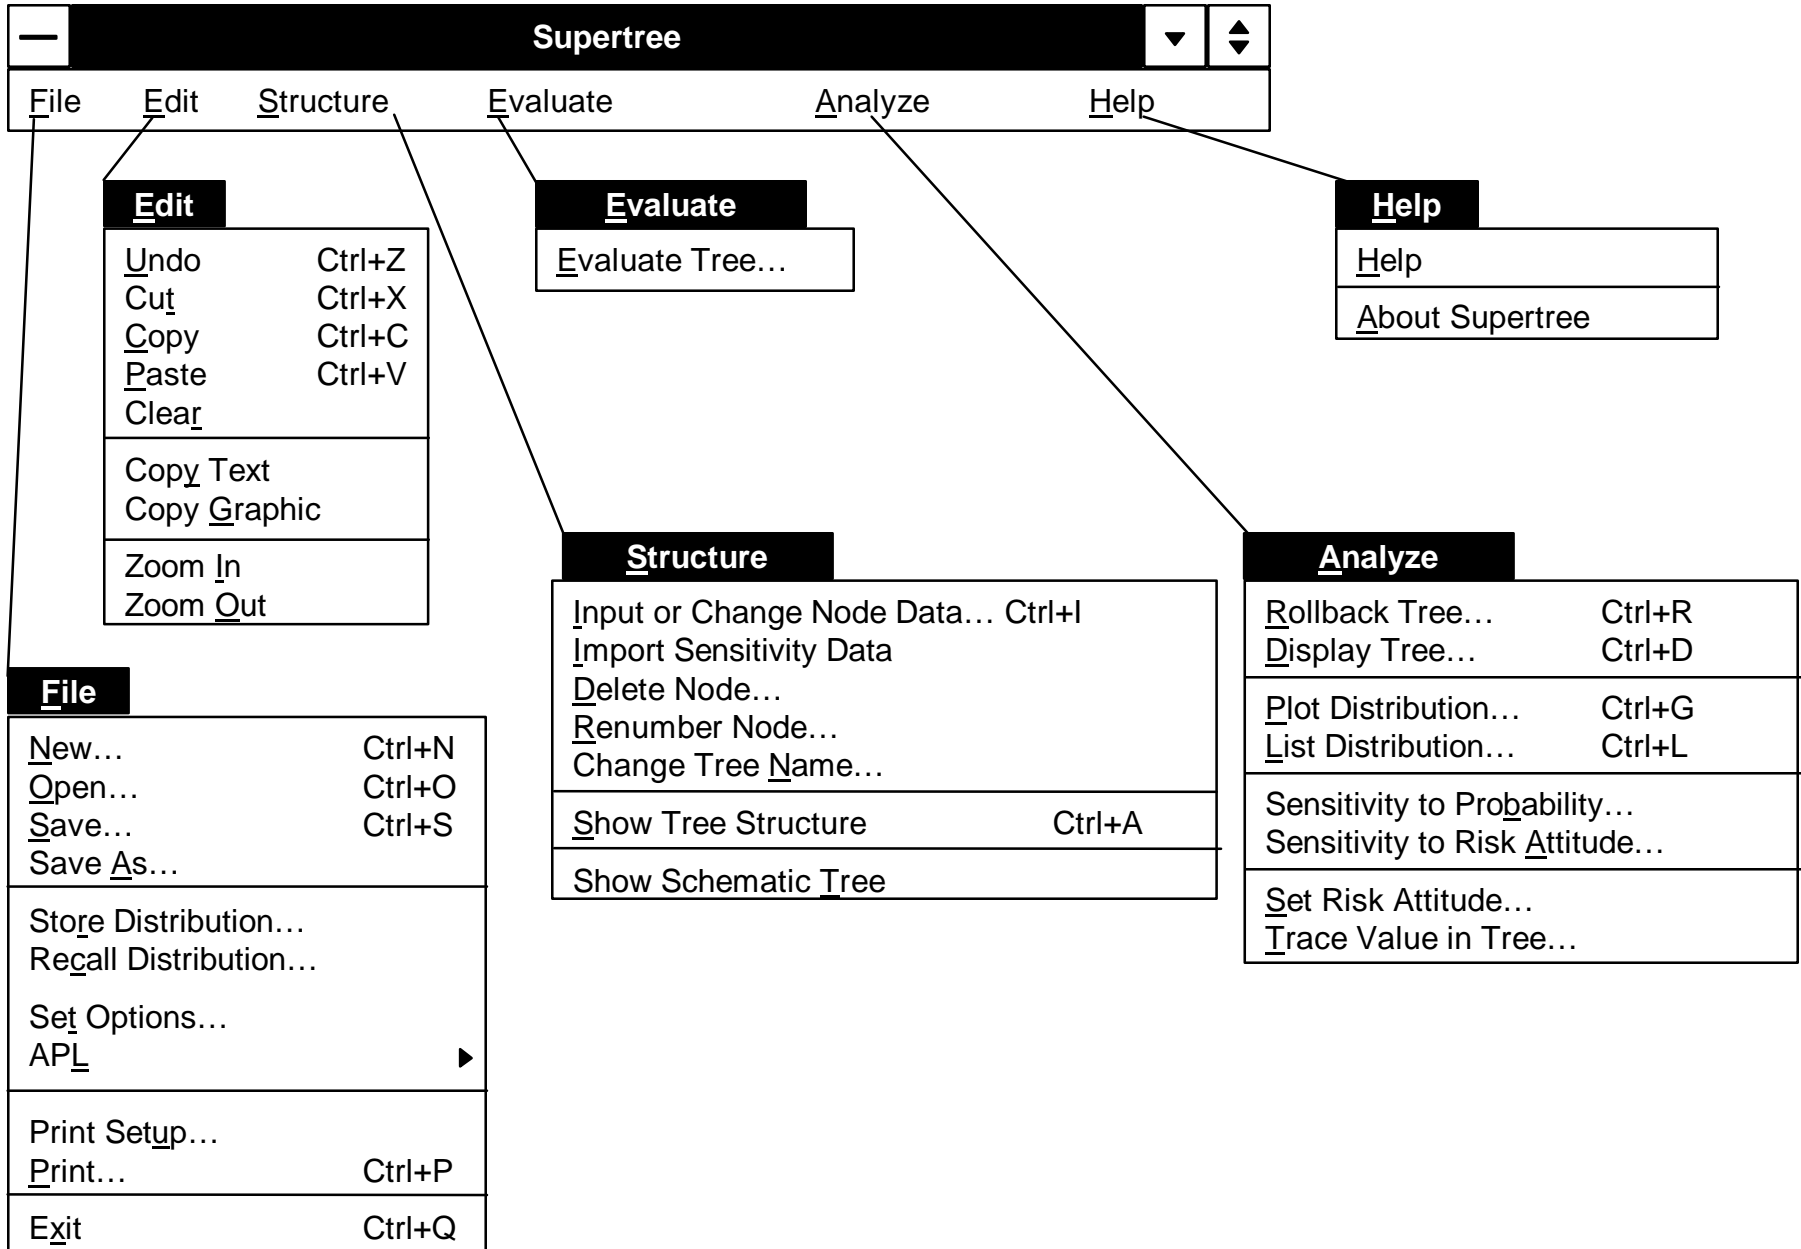 Supertree
File Edit Structure Evaluate Analyze Help
Edit
Undo Ctrl+Z
Cut Ctrl+X
Copy Ctrl+C
Paste Ctrl+V
Clear
Copy Text
Copy Graphic
Zoom In
Zoom Out
Evaluate
Evaluate Tree…
Help
Help
About Supertree
Structure
Input or Change Node Data… Ctrl+I
Import Sensitivity Data
Delete Node…
Renumber Node…
Change Tree Name…
Show Tree Structure Ctrl+A
Show Schematic Tree
Analyze
Rollback Tree… Ctrl+R
Display Tree… Ctrl+D
Plot Distribution… Ctrl+G
List Distribution… Ctrl+L
Sensitivity to Probability…
Sensitivity to Risk Attitude…
Set Risk Attitude…
Trace Value in Tree…
File
New… Ctrl+N
Open… Ctrl+O
Save… Ctrl+S
Save As…
Store Distribution…
Recall Distribution…
Set Options…
APL
Print Setup…
Print… Ctrl+P
Exit Ctrl+Q